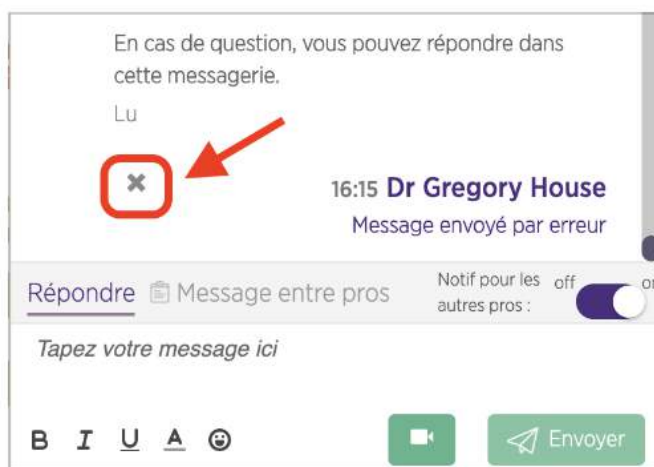 En cas de question, vous pouvez répondre dans
cette messagerie.
Lu
16:15 Dr Gregory House
Message envoyé par erreur
Répondre Message entre pros
Notif pour les
autres pros :
off
Tapez votre message ici
B I U A
Envoyer